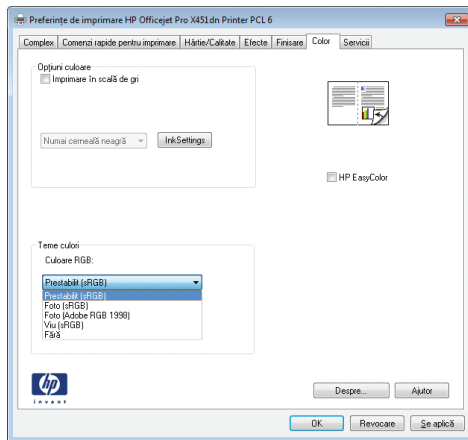 Preferințe de imprimare HP Officejet Pro X451dn Printer PCL 6
Complex Comenzi rapide pentru imprimare Hârtie/Calitate Efecte Finisare Color Servicii
Opțiuni culoare
Imprimare în scală de gri
Numai cerneală neagră InkSettings
HP EasyColor
Teme culori
Culoare RGB:
Prestabilit (sRGB)
Prestabilit (sRGB)
Foto (sRGB)
Foto (Adobe RGB 1998)
Viu (sRGB)
Fără
hp
invent
Despre... Ajutor
OK Revocare Se aplică